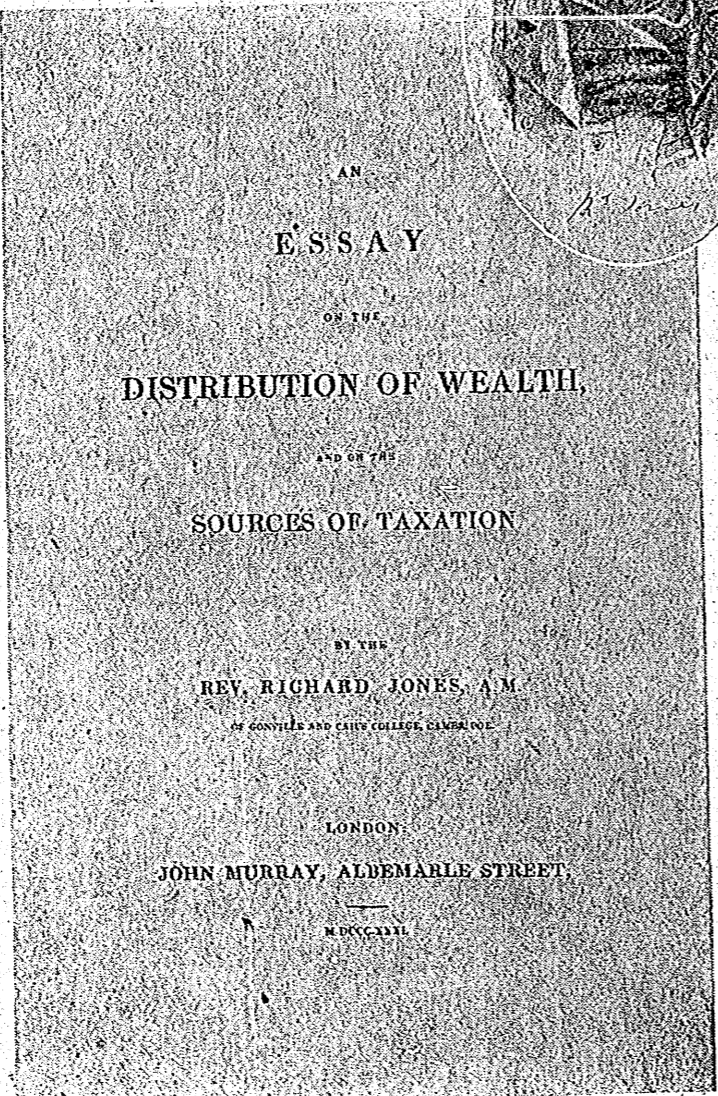 AN
ESSAY
ON THE
DISTRIBUTION OF WEALTH,
AND ON THE
SOURCES OF TAXATION
BY THE
REV. RICHARD JONES, A.M.
OF GONVILLE AND CAIUS COLLEGE, CAMBRIDGE.
LONDON:
JOHN MURRAY, ALBEMARLE STREET,
M.DCCC.XXXI.